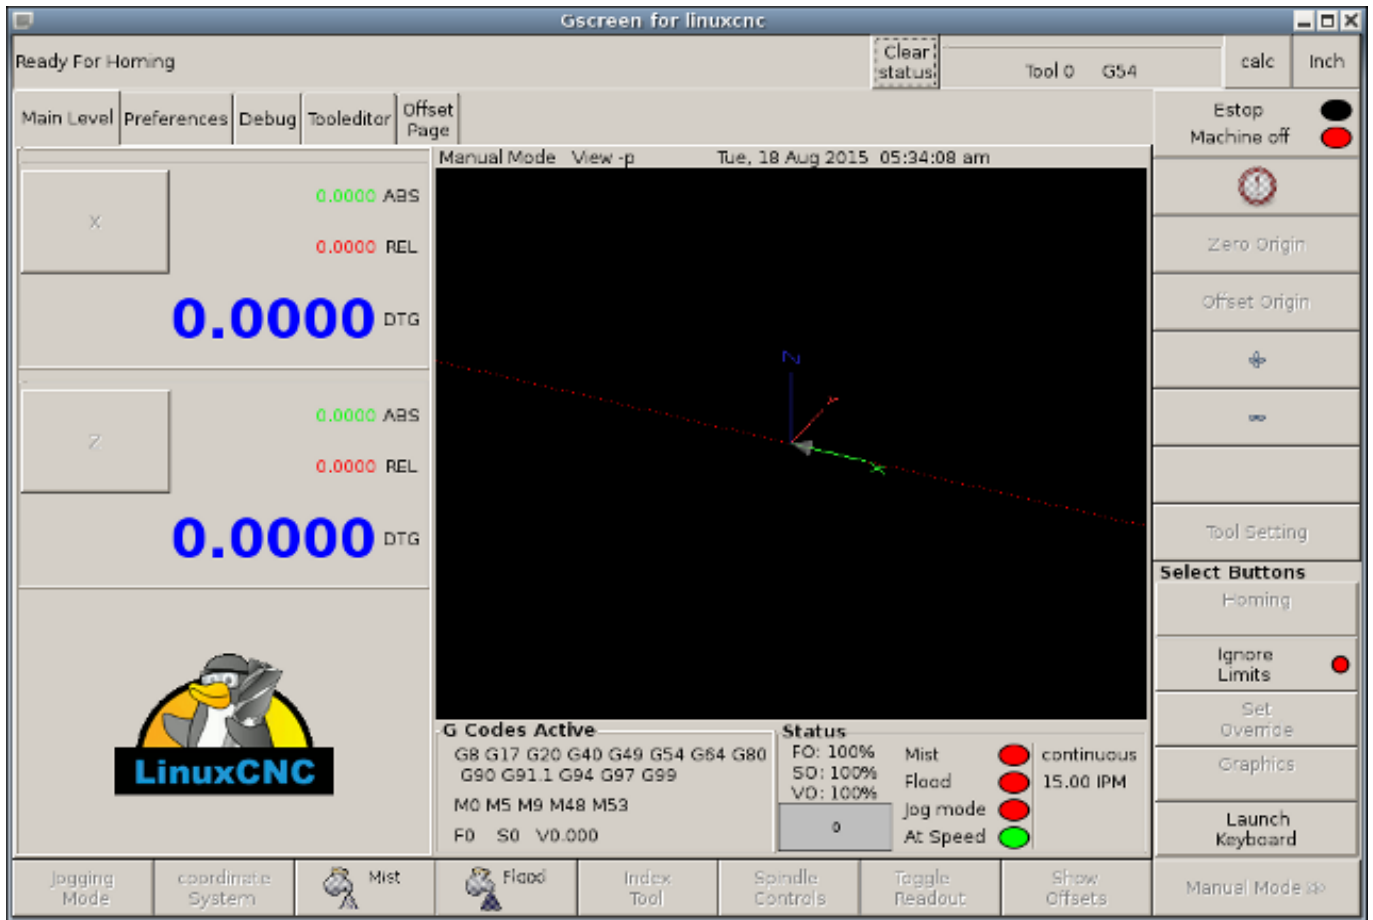 Gscreen for linuxcnc
Ready For Homing
Clear
status
Tool 0 G54
calc
Inch
Main Level
Preferences
Debug
Tooleditor
Offset
Page
Estop
Machine off
Manual Mode View -p Tue, 18 Aug 2015 05:34:08 am
X
0.0000 ABS
0.0000 REL
0.0000 DTG
Z
0.0000 ABS
0.0000 REL
0.0000 DTG
LinuxCNC
Z
Y
X
G Codes Active
G8 G17 G20 G40 G49 G54 G64 G80
G90 G91.1 G94 G97 G99
M0 M5 M9 M48 M53
F0 S0 V0.000
Status
FO: 100%
SO: 100%
VO: 100%
0
Mist
Flood
Jog mode
At Speed
continuous
15.00 IPM
Zero Origin
Offset Origin
Tool Setting
Select Buttons
Homing
Ignore
Limits
Set
Override
Graphics
Launch
Keyboard
Jogging
Mode
coordinate
System
Mist
Flood
Index
Tool
Spindle
Controls
Toggle
Readout
Show
Offsets
Manual Mode >>